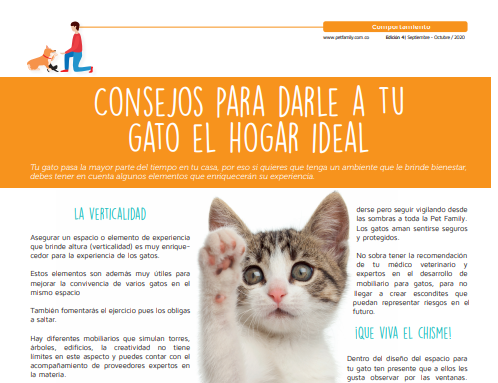 Comportamiento
www.petfamily.com.co Edición 4 | Septiembre - Octubre / 2020
CONSEJOS PARA DARLE A TU
GATO EL HOGAR IDEAL
Tu gato pasa la mayor parte del tiempo en tu casa, por eso si quieres que tenga un ambiente que le brinde bienestar,
debes tener en cuenta algunos elementos que enriquecerán su experiencia.
LA VERTICALIDAD
Asegurar un espacio o elemento de experiencia
que brinde altura (verticalidad) es muy enrique-
cedor para la experiencia de los gatos.
Estos elementos son además muy útiles para
mejorar la convivencia de varios gatos en el
mismo espacio
También fomentarás el ejercicio pues los obligas
a saltar.
Hay diferentes mobiliarios que simulan torres,
árboles, edificios, la creatividad no tiene
límites en este aspecto y puedes contar con el
acompañamiento de proveedores expertos en
la materia.
derse pero seguir vigilando desde
las sombras a toda la Pet Family.
Los gatos aman sentirse seguros
y protegidos.
No sobra tener la recomendación
de tu médico veterinario y
expertos en el desarrollo de
mobiliario para gatos, para no
llegar a crear escondites que
puedan representar riesgos en el
futuro.
¡QUE VIVA EL CHISME!
Dentro del diseño del espacio para
tu gato ten presente que a ellos les
gusta observar por las ventanas.